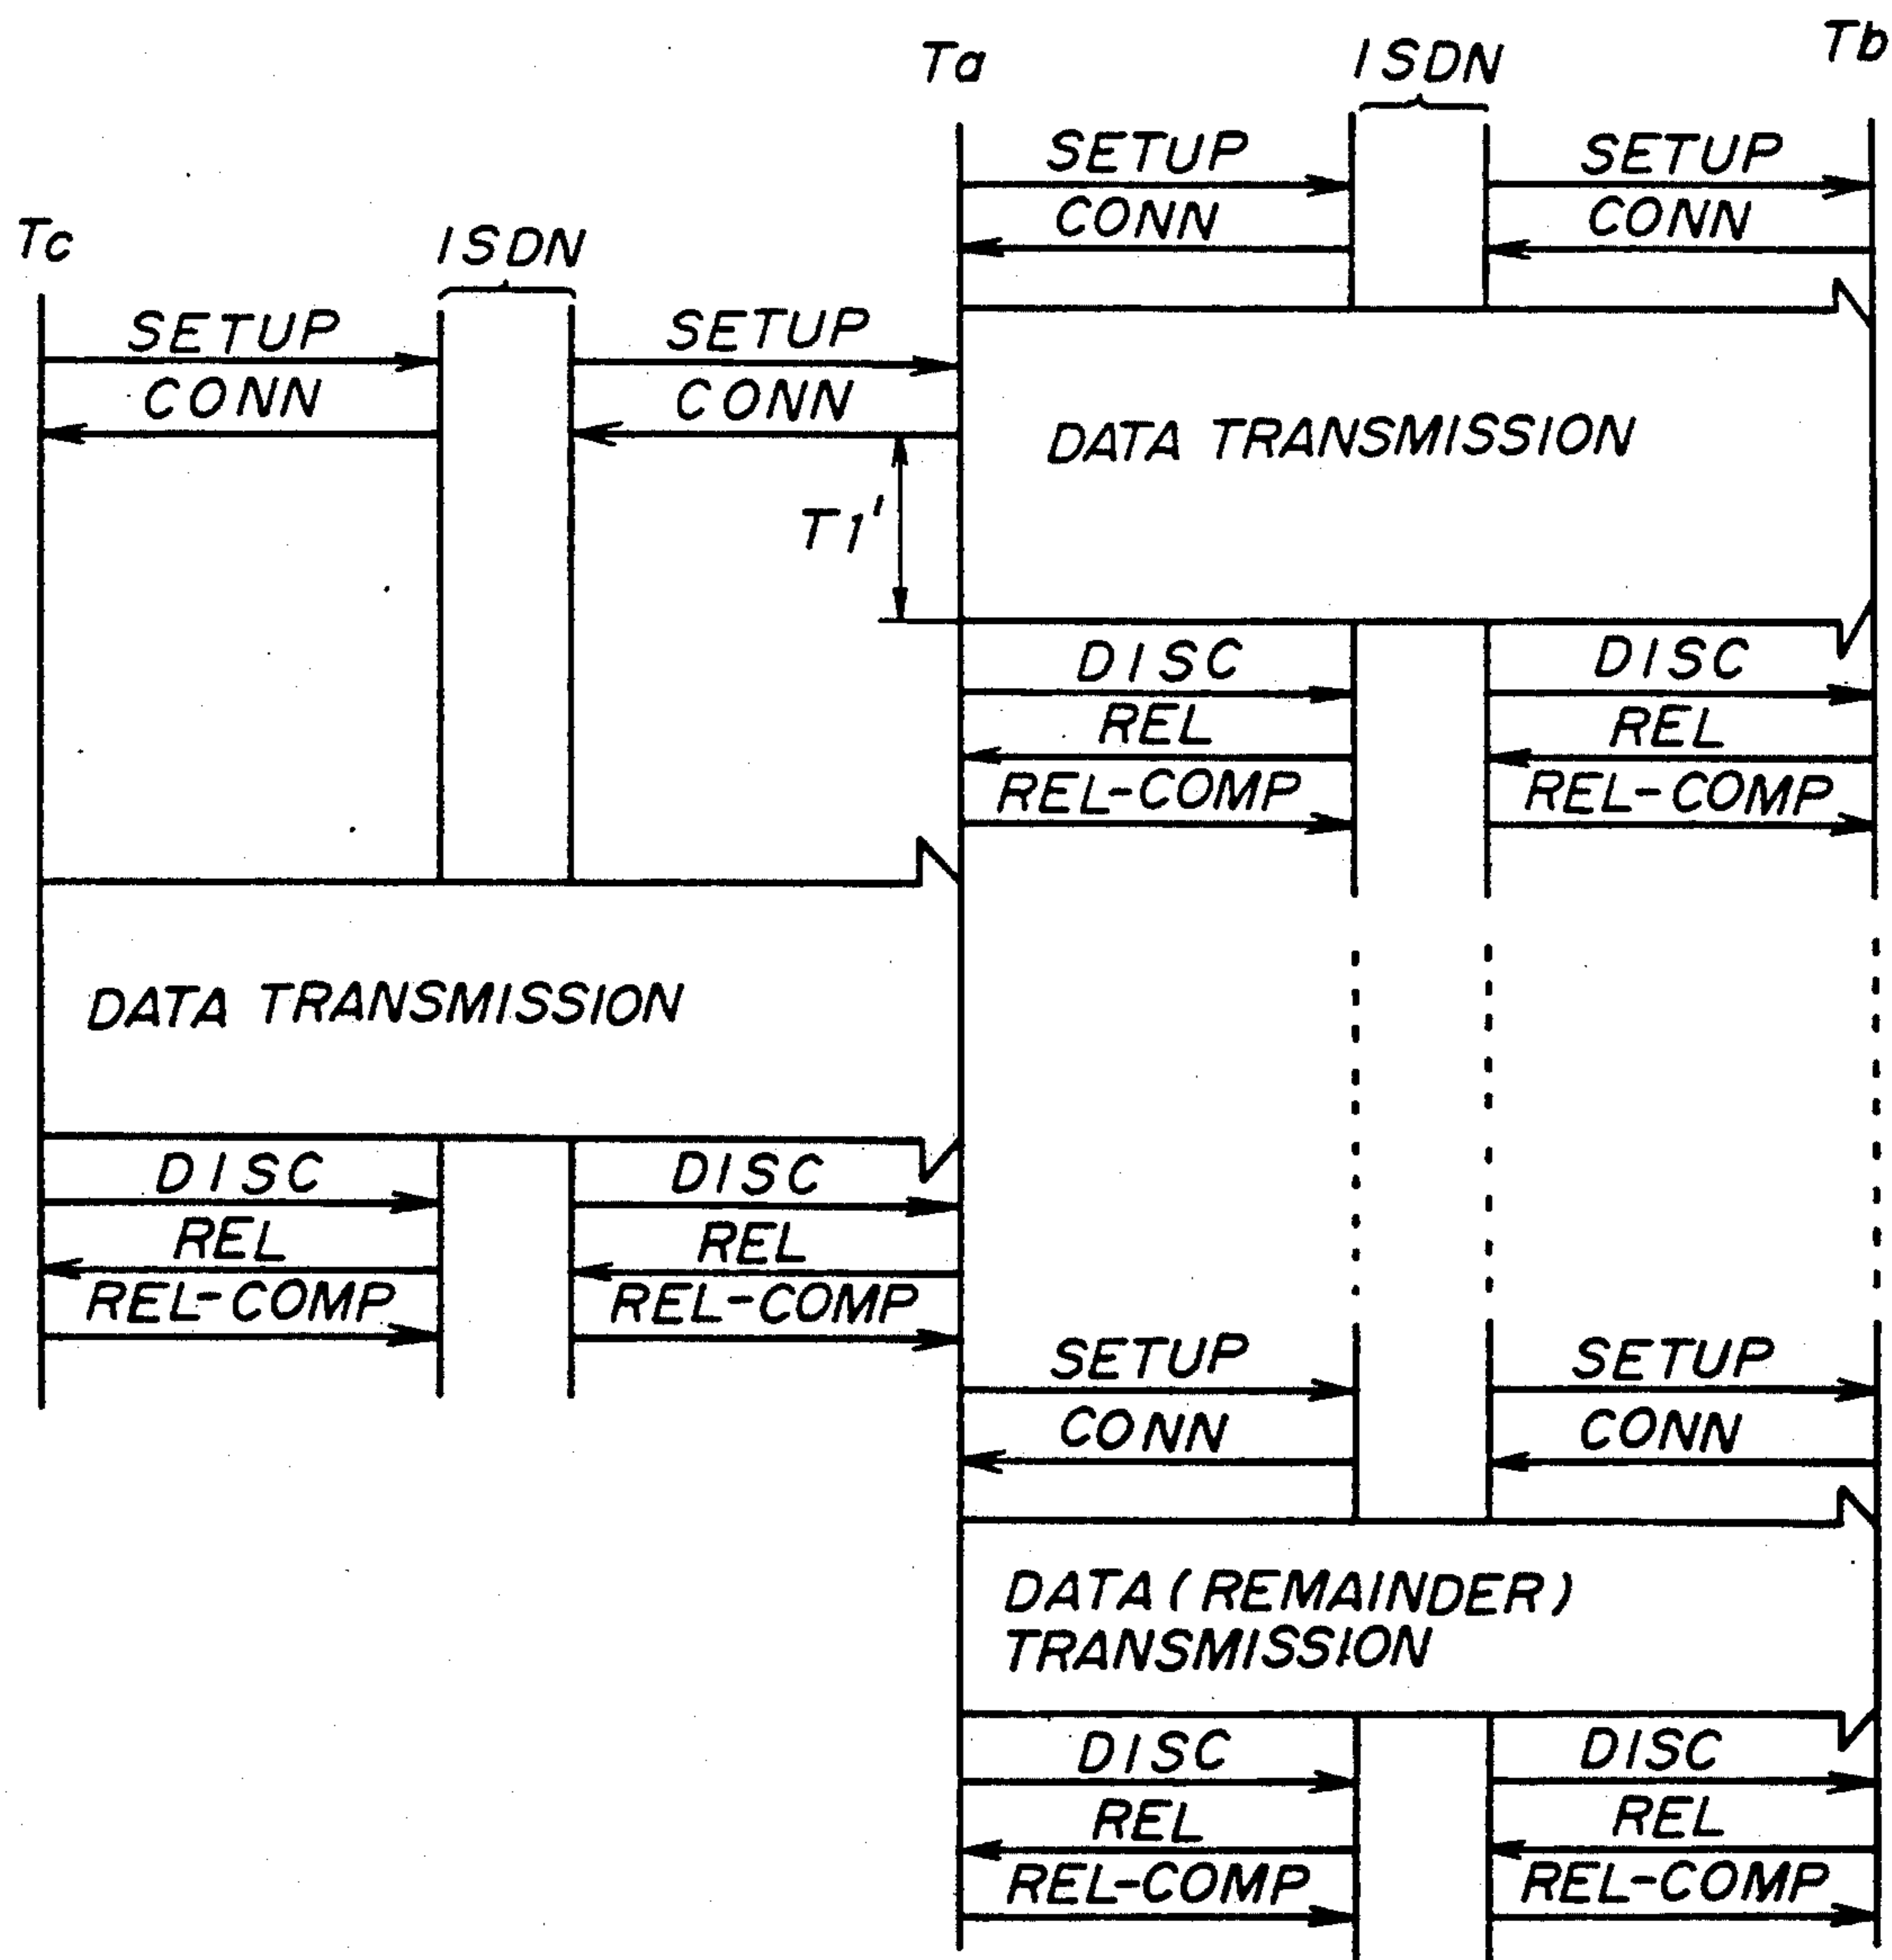 Ta
ISDN
Tb
SETUP
SETUP
CONN
CONN
Tc
ISDN
SETUP
SETUP
CONN
CONN
DATA TRANSMISSION
T1'
DISC
DISC
REL
REL
REL-COMP
REL-COMP
DATA TRANSMISSION
DISC
DISC
REL
REL
REL-COMP
REL-COMP
SETUP
SETUP
CONN
CONN
DATA (REMAINDER)
TRANSMISSION
DISC
DISC
REL
REL
REL-COMP
REL-COMP